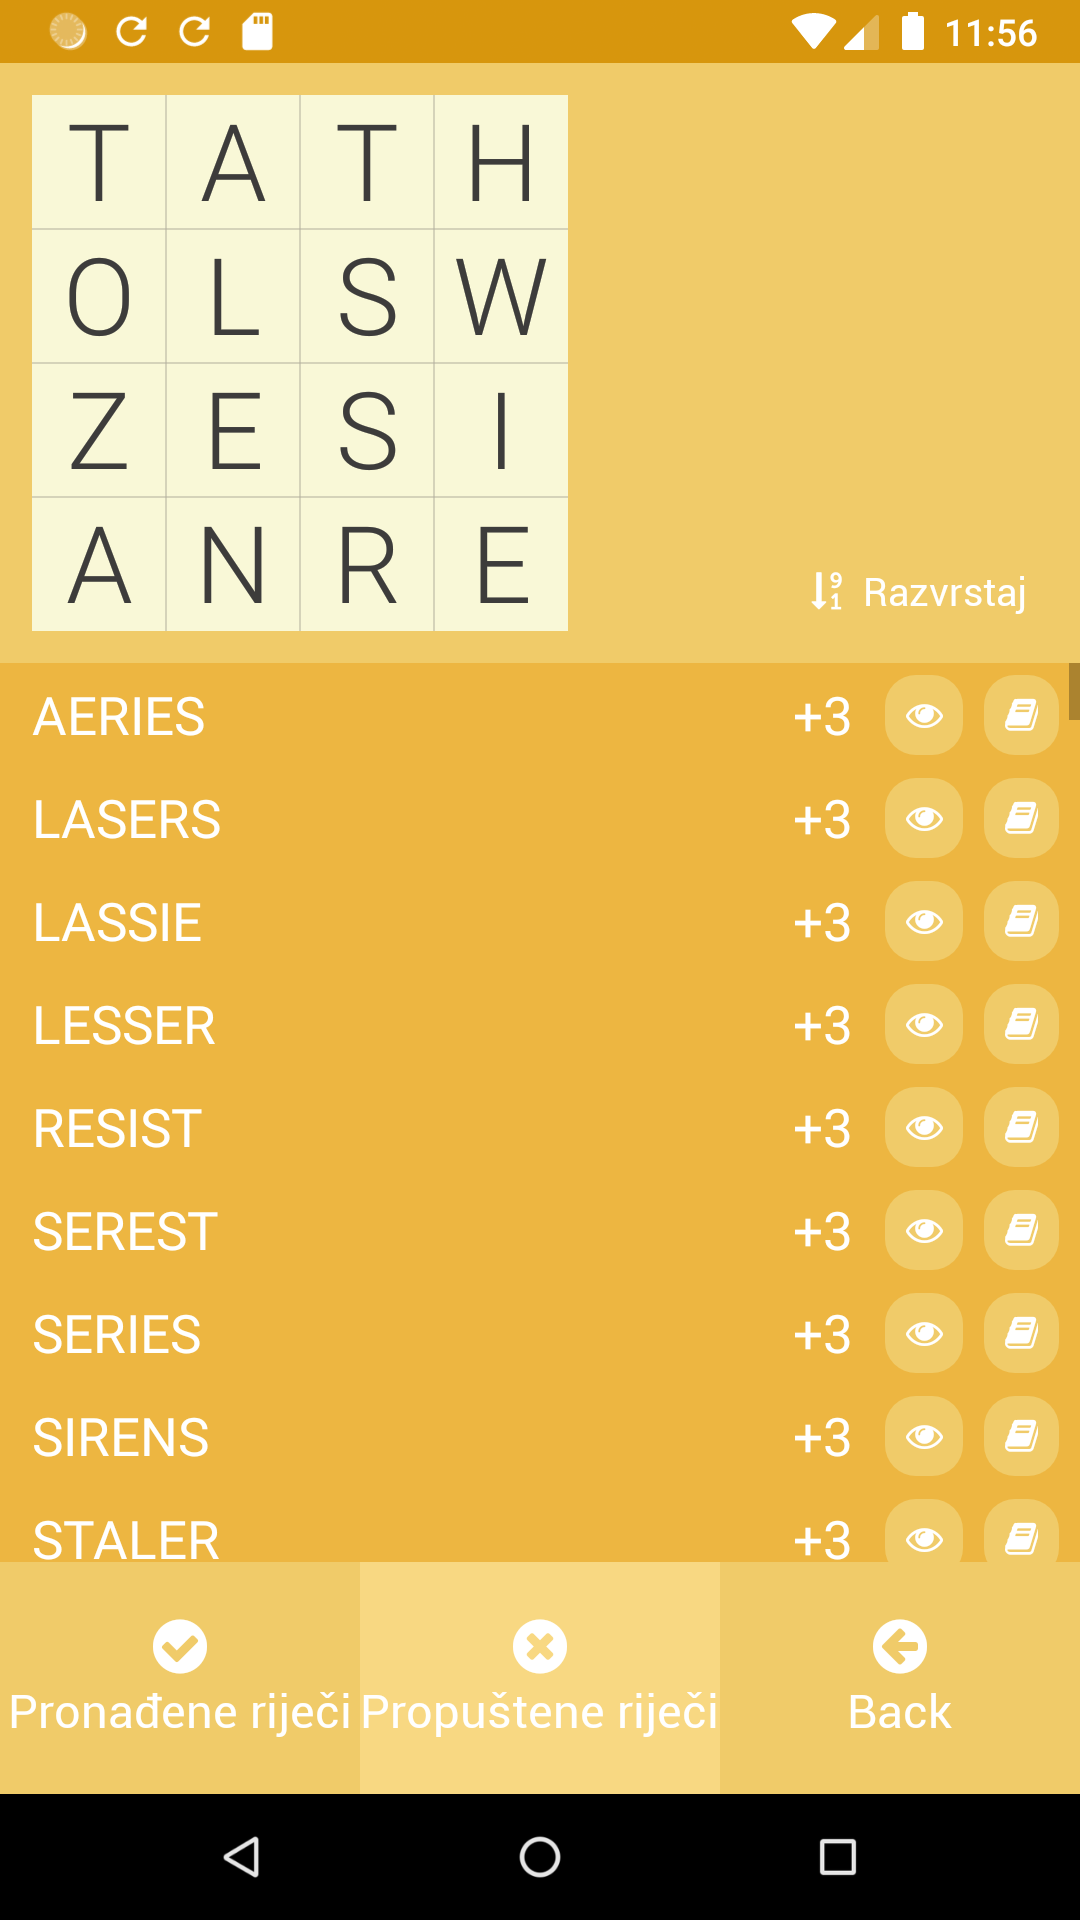 11:56
T A T H
O L S W
Z E S I
A N R E
Razvrstaj
AERIES +3
LASERS +3
LASSIE +3
LESSER +3
RESIST +3
SEREST +3
SERIES +3
SIRENS +3
STALER +3
Pronađene riječi Propuštene riječi Back